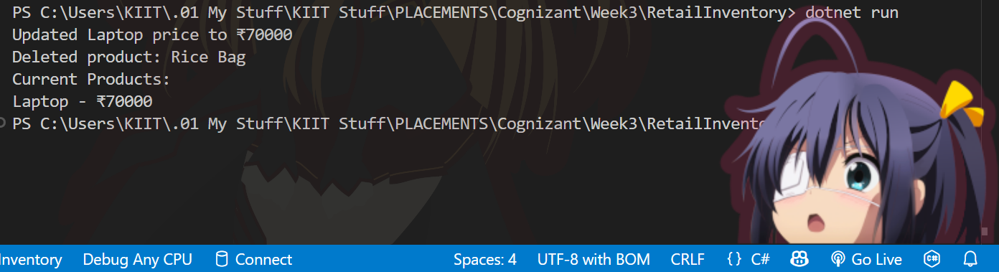 PS C:\Users\KIIT\.01 My Stuff\KIIT Stuff\PLACEMENTS\Cognizant\Week3\RetailInventory> dotnet run
Updated Laptop price to ₹70000
Deleted product: Rice Bag
Current Products:
Laptop - ₹70000
PS C:\Users\KIIT\.01 My Stuff\KIIT Stuff\PLACEMENTS\Cognizant\Week3\RetailInvento
Inventory Debug Any CPU Connect Spaces: 4 UTF-8 with BOM CRLF {} C# Go Live C#